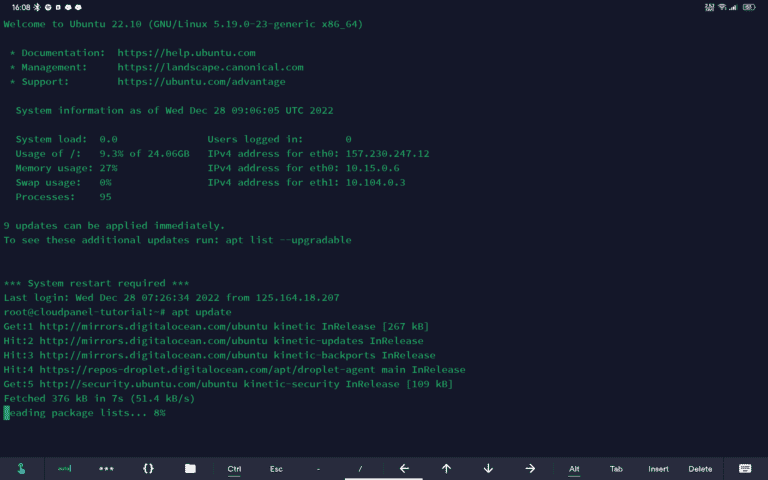 16:08
Welcome to Ubuntu 22.10 (GNU/Linux 5.19.0-23-generic x86_64)
* Documentation:  https://help.ubuntu.com
* Management:     https://landscape.canonical.com
* Support:        https://ubuntu.com/advantage
System information as of Wed Dec 28 09:06:05 UTC 2022
System load:  0.0               Users logged in:       0
Usage of /:   9.3% of 24.06GB   IPv4 address for eth0: 157.230.247.12
Memory usage: 27%               IPv4 address for eth0: 10.15.0.6
Swap usage:   0%                IPv4 address for eth1: 10.104.0.3
Processes:    95
9 updates can be applied immediately.
To see these additional updates run: apt list --upgradable
*** System restart required ***
Last login: Wed Dec 28 07:26:34 2022 from 125.164.18.207
root@cloudpanel-tutorial:~# apt update
Get:1 http://mirrors.digitalocean.com/ubuntu kinetic InRelease [267 kB]
Hit:2 http://mirrors.digitalocean.com/ubuntu kinetic-updates InRelease
Hit:3 http://mirrors.digitalocean.com/ubuntu kinetic-backports InRelease
Hit:4 https://repos-droplet.digitalocean.com/apt/droplet-agent main InRelease
Get:5 http://security.ubuntu.com/ubuntu kinetic-security InRelease [109 kB]
Fetched 376 kB in 7s (51.4 kB/s)
Reading package lists... 8%
auto *** {} Ctrl Esc - / Alt Tab Insert Delete